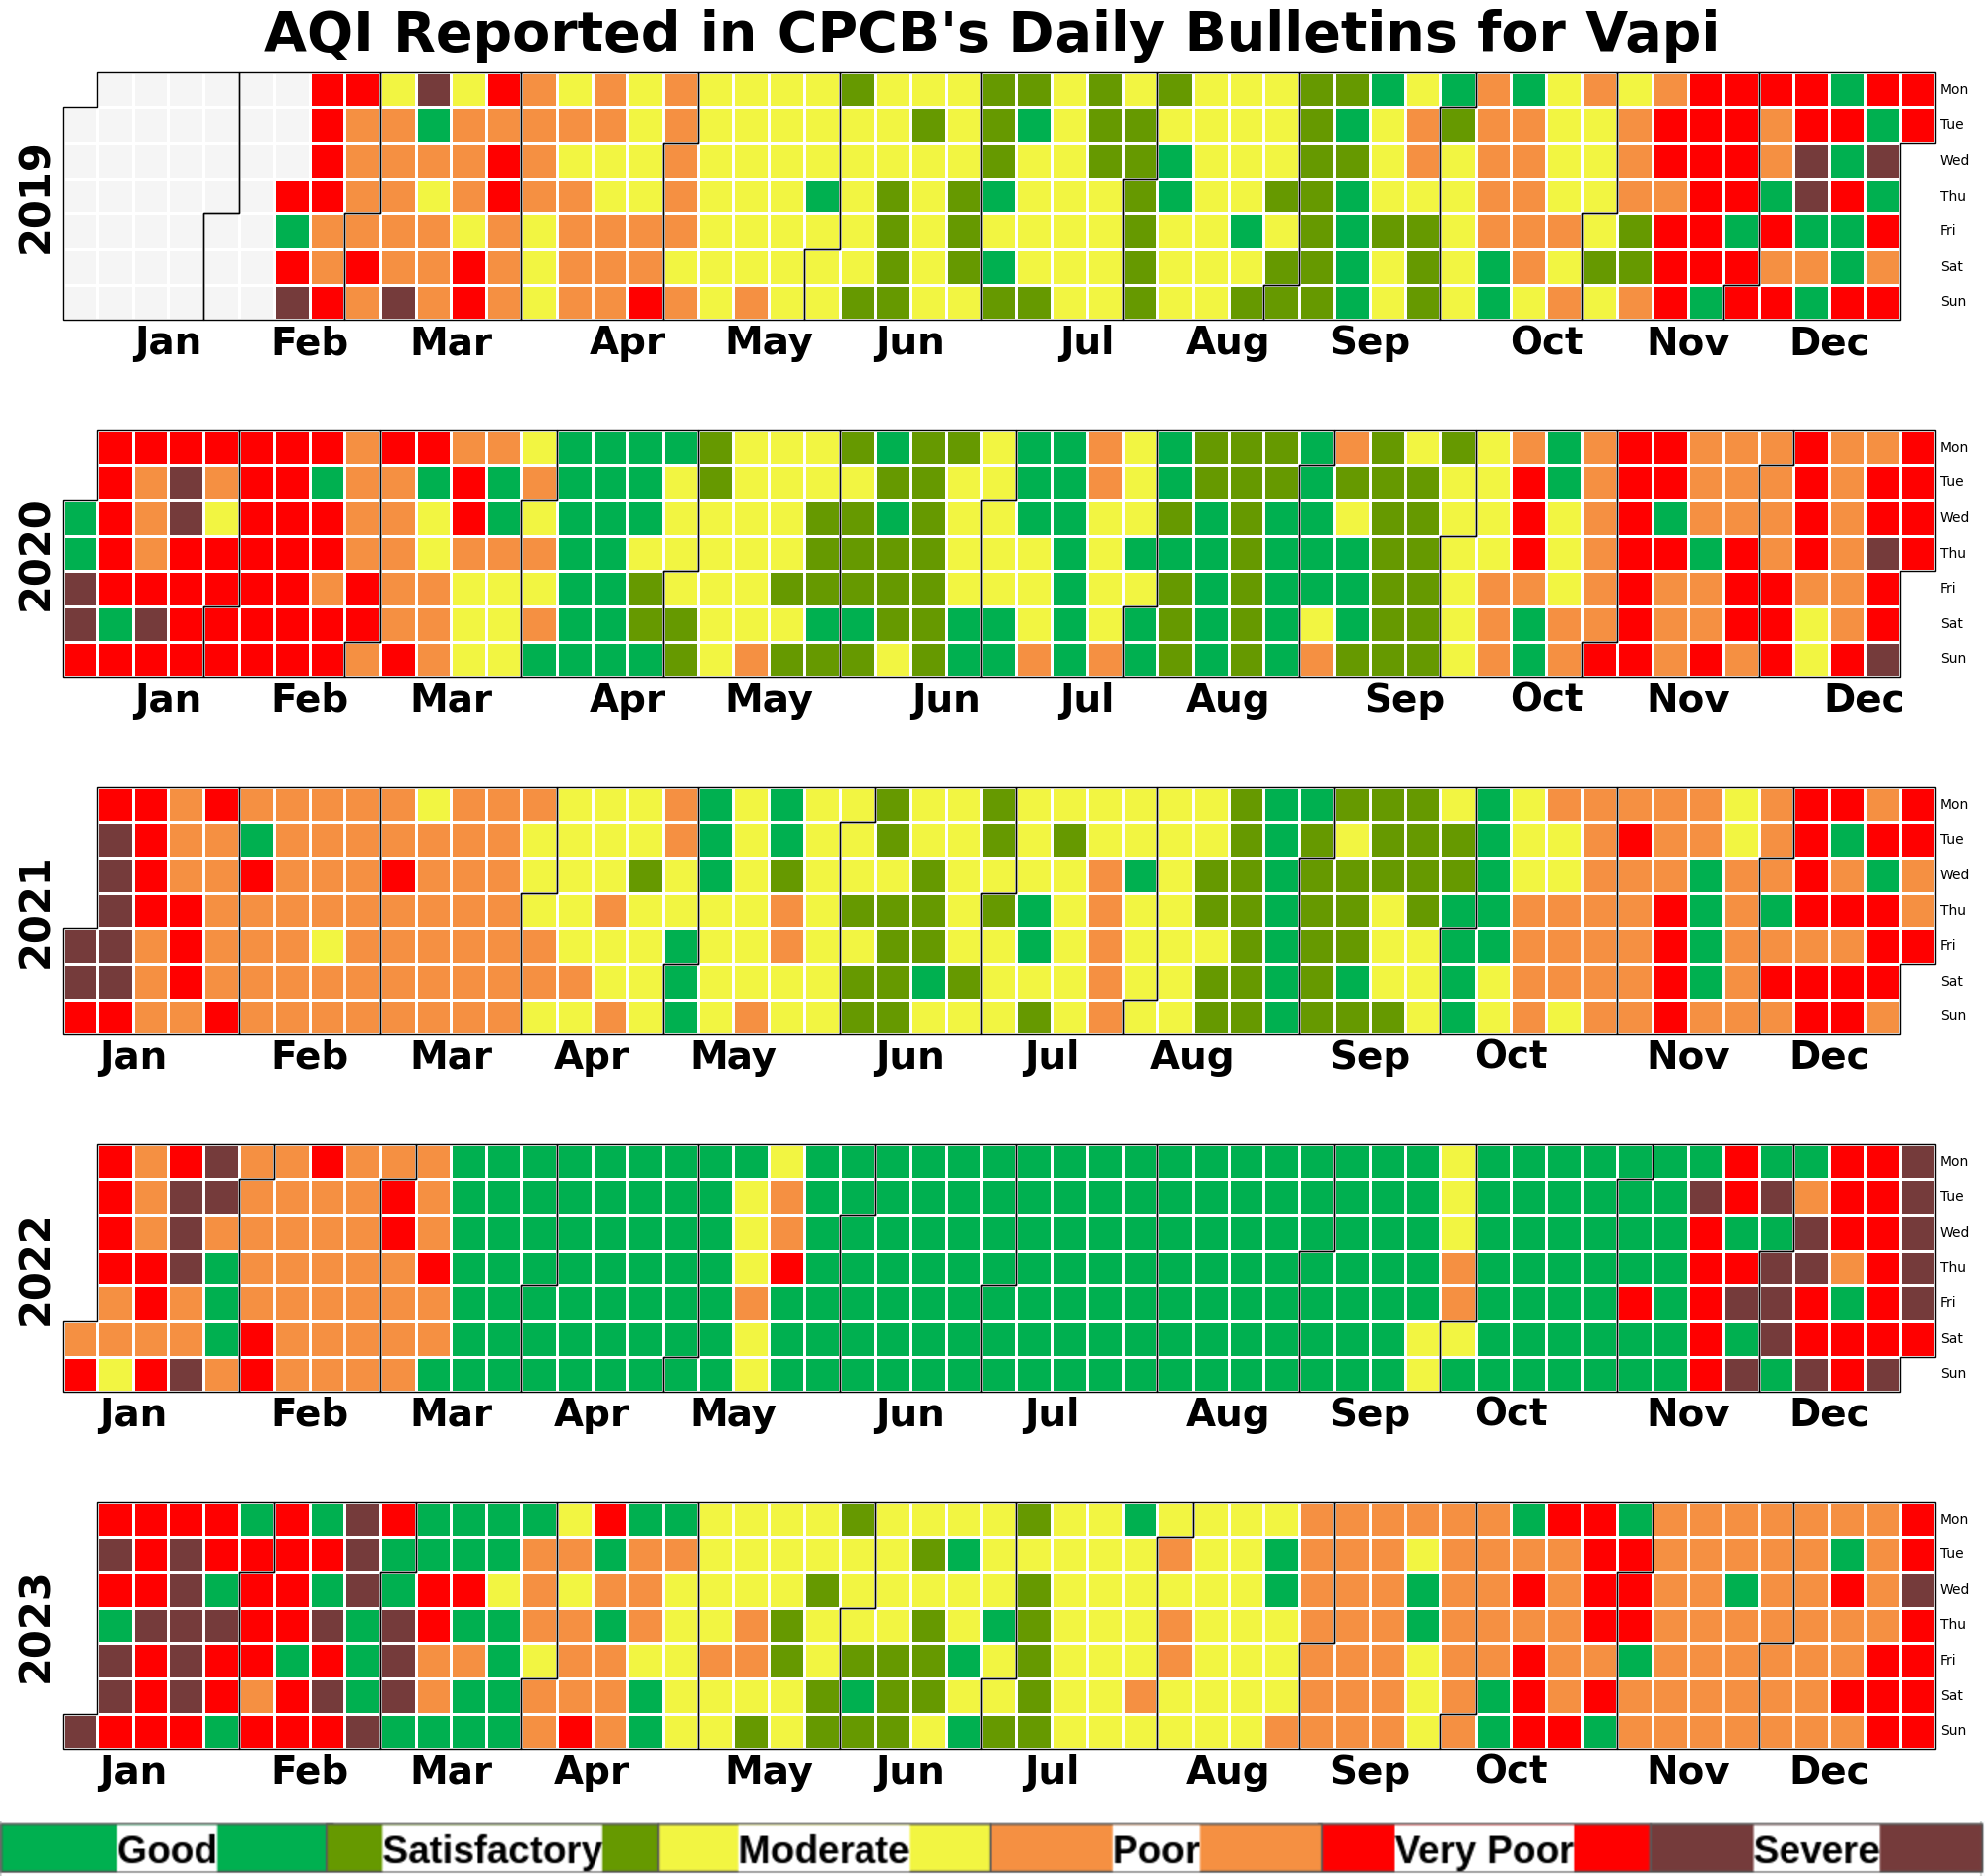 AQI Reported in CPCB's Daily Bulletins for Vapi
2019
Mon
Tue
Wed
Thu
Fri
Sat
Sun
Jan Feb Mar Apr May Jun Jul Aug Sep Oct Nov Dec
2020
Mon
Tue
Wed
Thu
Fri
Sat
Sun
Jan Feb Mar Apr May Jun Jul Aug Sep Oct Nov Dec
2021
Mon
Tue
Wed
Thu
Fri
Sat
Sun
Jan Feb Mar Apr May Jun Jul Aug Sep Oct Nov Dec
2022
Mon
Tue
Wed
Thu
Fri
Sat
Sun
Jan Feb Mar Apr May Jun Jul Aug Sep Oct Nov Dec
2023
Mon
Tue
Wed
Thu
Fri
Sat
Sun
Jan Feb Mar Apr May Jun Jul Aug Sep Oct Nov Dec
Good Satisfactory Moderate Poor Very Poor Severe